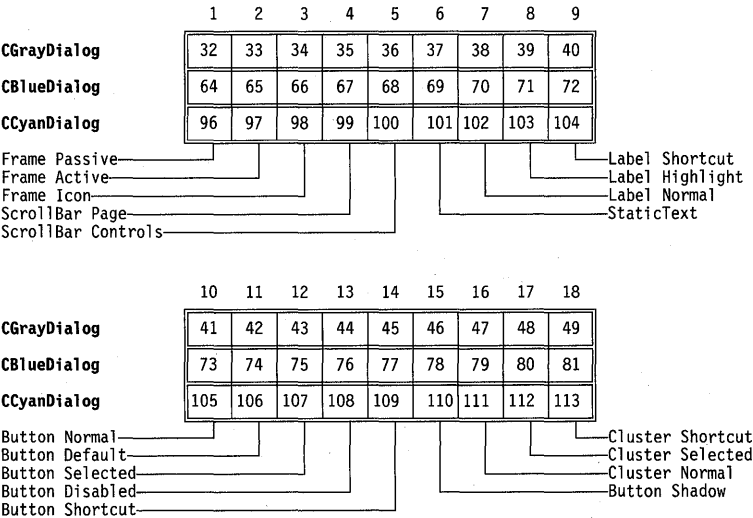 1 2 3 4 5 6 7 8 9
CGrayDialog 32 33 34 35 36 37 38 39 40
CBlueDialog 64 65 66 67 68 69 70 71 72
CCyanDialog 96 97 98 99 100 101 102 103 104
Frame Passive Label Shortcut
Frame Active Label Highlight
Frame Icon Label Normal
ScrollBar Page StaticText
ScrollBar Controls
10 11 12 13 14 15 16 17 18
CGrayDialog 41 42 43 44 45 46 47 48 49
CBlueDialog 73 74 75 76 77 78 79 80 81
CCyanDialog 105 106 107 108 109 110 111 112 113
Button Normal Cluster Shortcut
Button Default Cluster Selected
Button Selected Cluster Normal
Button Disabled Button Shadow
Button Shortcut